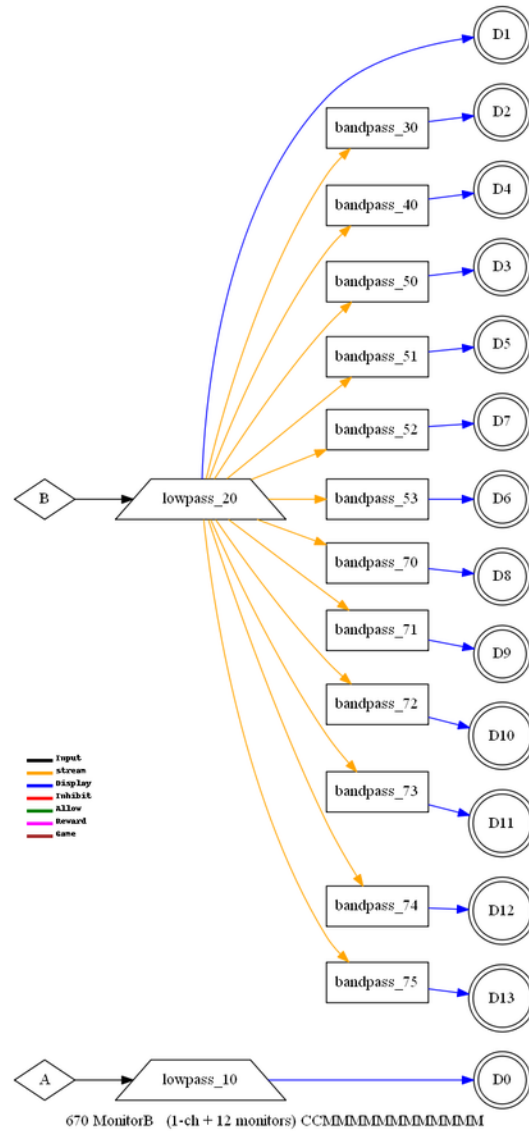 D1
bandpass_30
D2
bandpass_40
D4
bandpass_50
D3
bandpass_51
D5
bandpass_52
D7
B
lowpass_20
bandpass_53
D6
bandpass_70
D8
bandpass_71
D9
bandpass_72
D10
Input
stream
Display
Inhibit
Allow
Reward
Game
bandpass_73
D11
bandpass_74
D12
bandpass_75
D13
A
lowpass_10
D0
670 MonitorB (1-ch + 12 monitors) CCMMMMMMMMMMMM